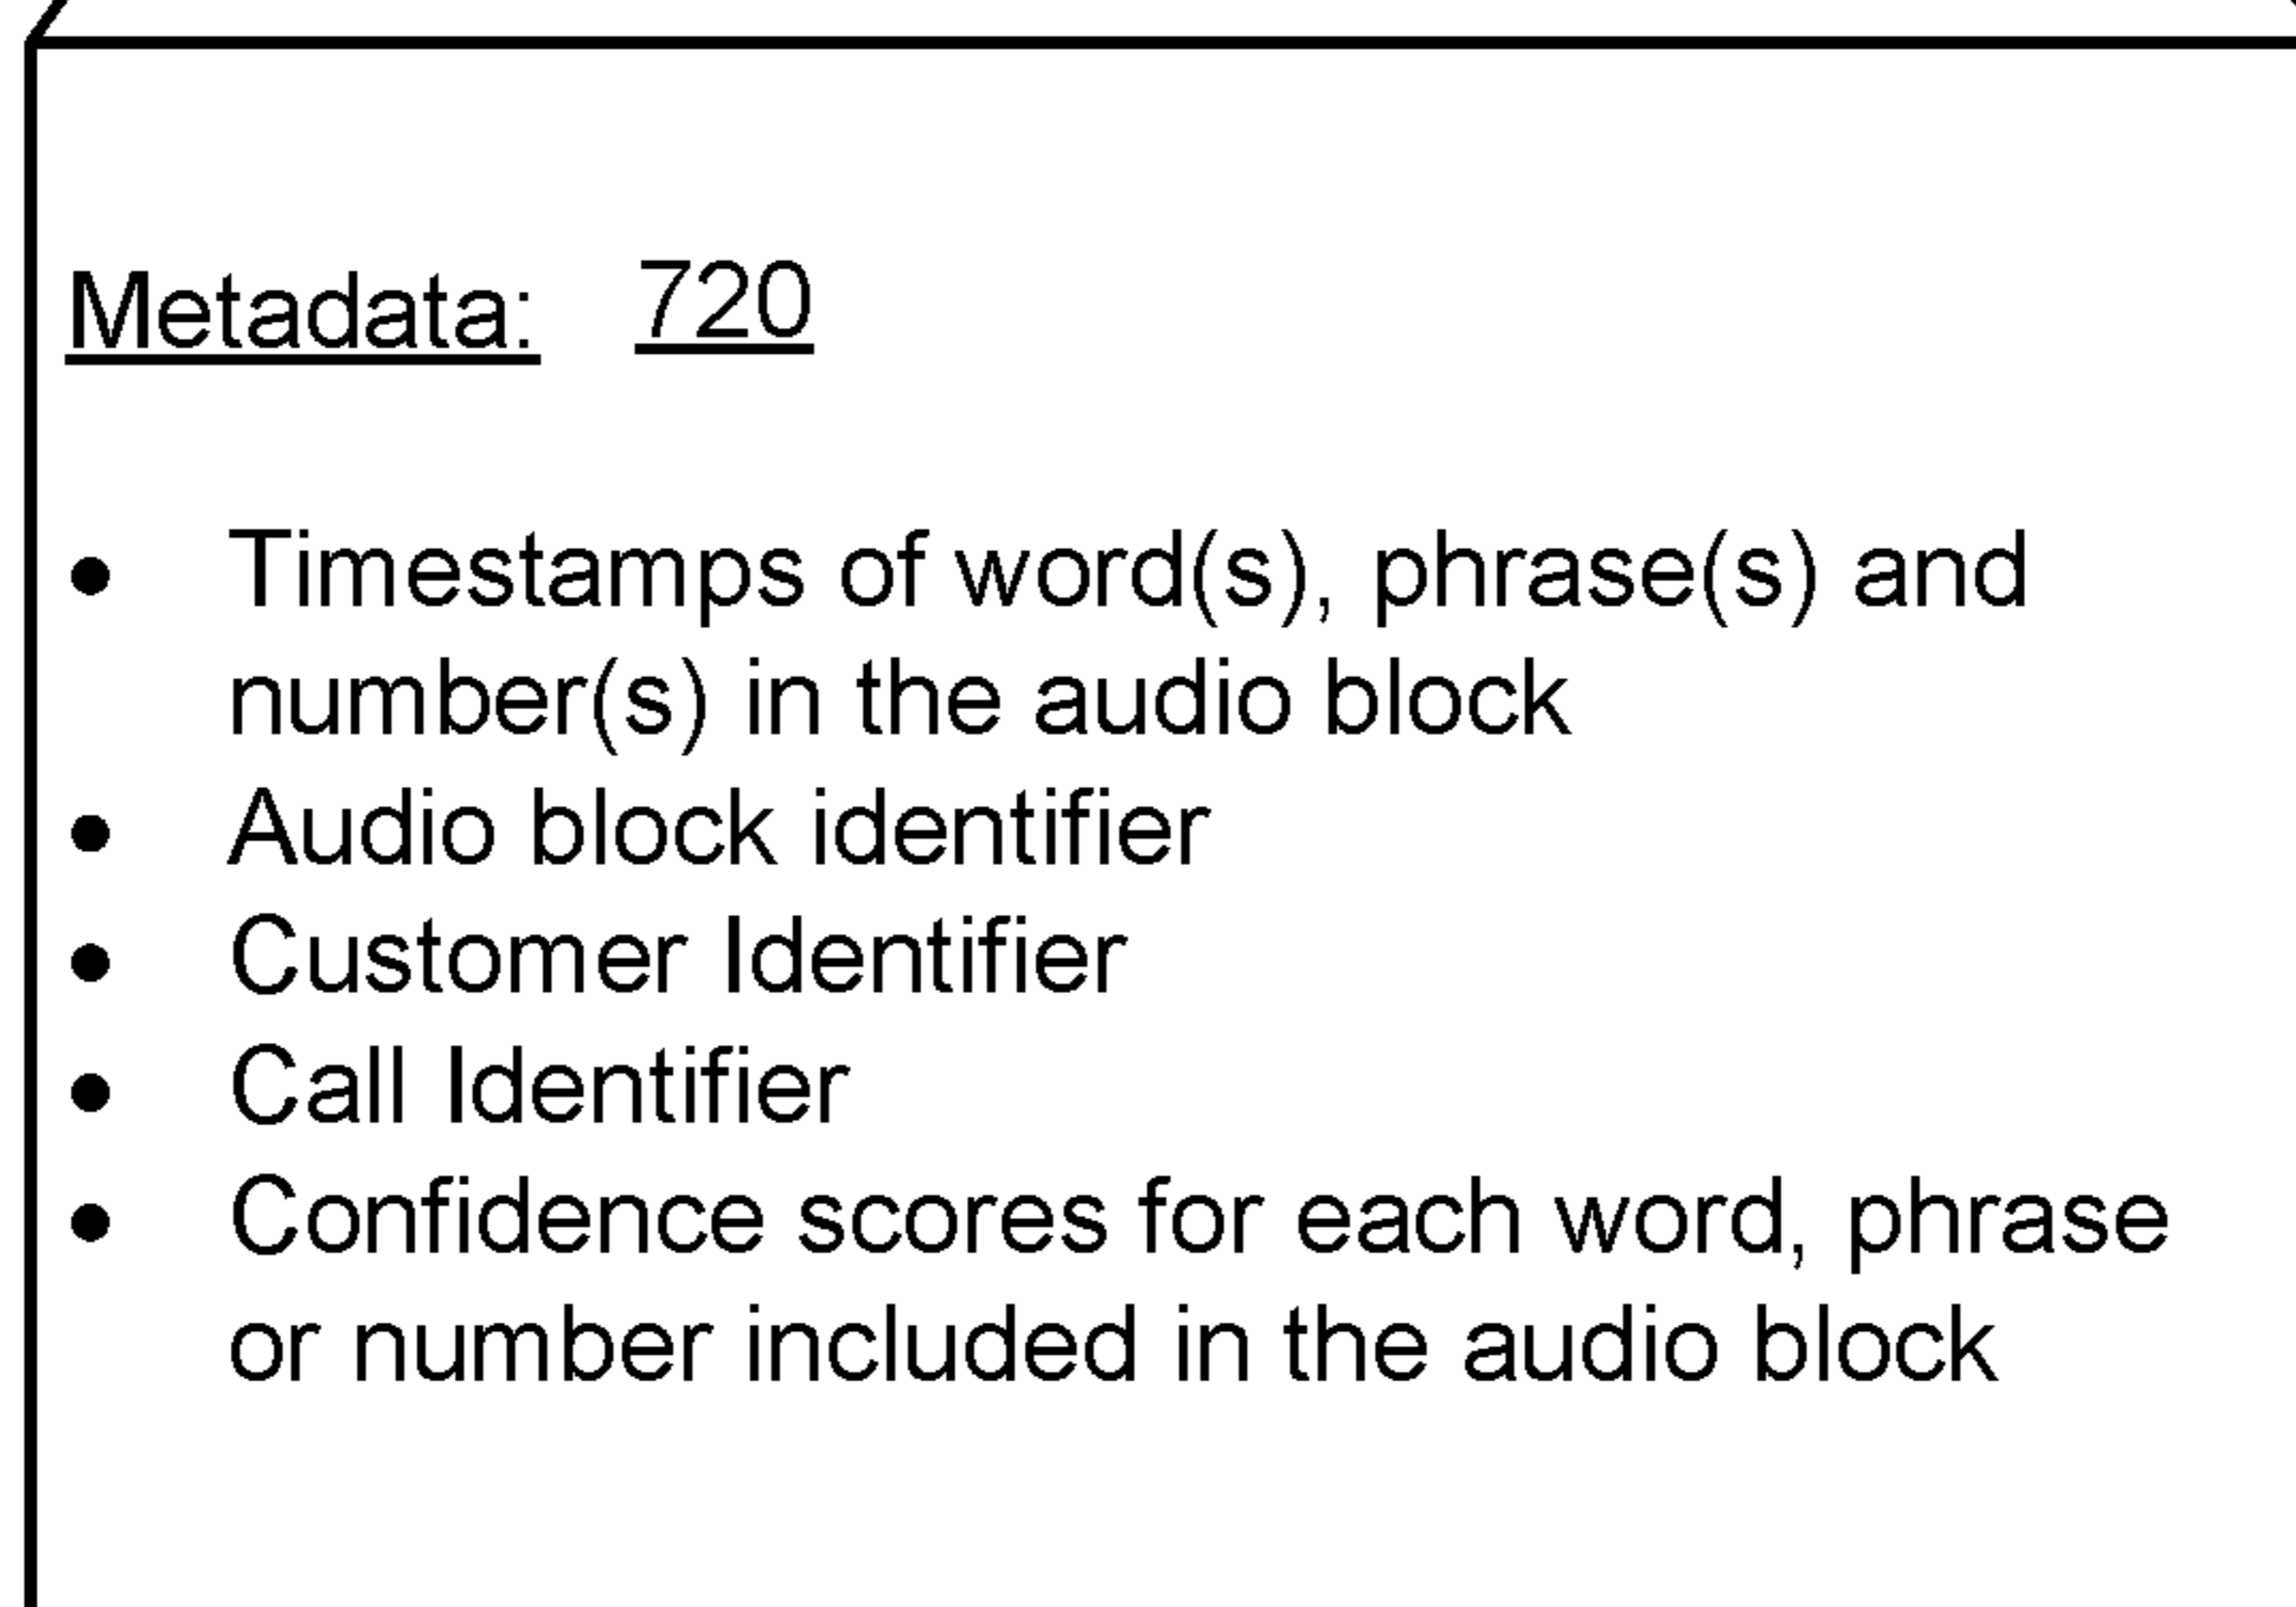 Metadata: 720
• Timestamps of word(s), phrase(s) and
number(s) in the audio block
• Audio block identifier
• Customer Identifier
• Call Identifier
• Confidence scores for each word, phrase
or number included in the audio block